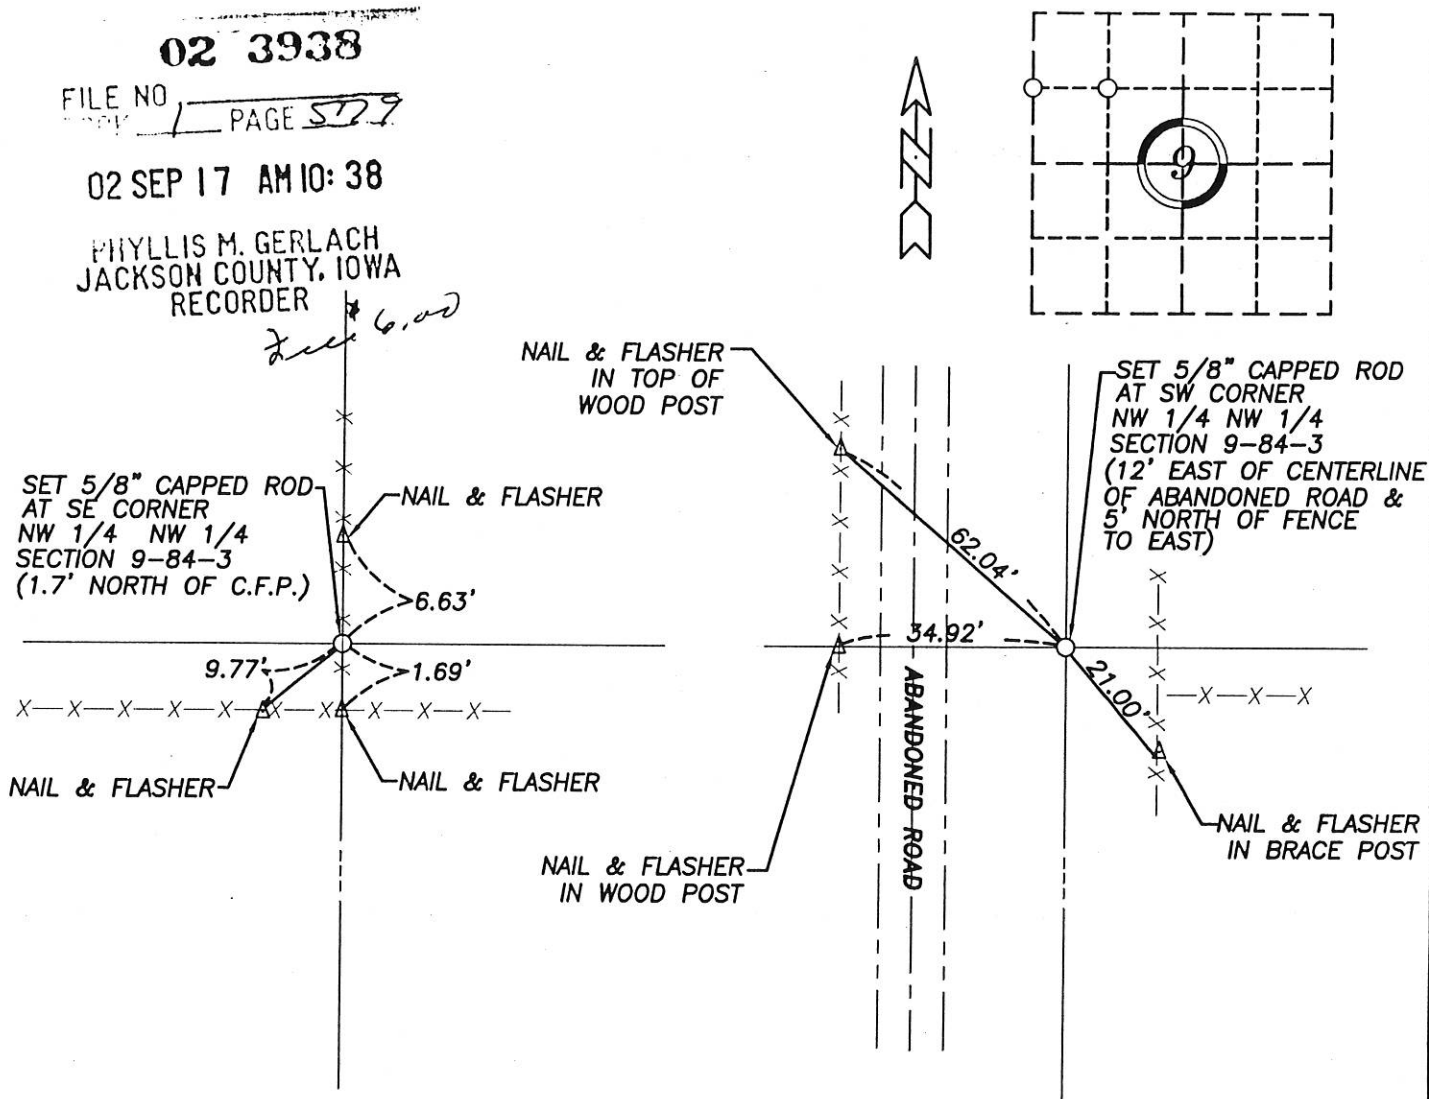 02 3938
FILE NO
1 PAGE 579
02 SEP 17 AM 10:38
PHYLLIS M. GERLACH
JACKSON COUNTY, IOWA
RECORDER
$6.00
N
9
NAIL & FLASHER
IN TOP OF
WOOD POST
SET 5/8" CAPPED ROD
AT SW CORNER
NW 1/4 NW 1/4
SECTION 9-84-3
(12' EAST OF CENTERLINE
OF ABANDONED ROAD &
5' NORTH OF FENCE
TO EAST)
SET 5/8" CAPPED ROD
AT SE CORNER
NW 1/4 NW 1/4
SECTION 9-84-3
(1.7' NORTH OF C.F.P.)
NAIL & FLASHER
6.63'
9.77'
1.69'
NAIL & FLASHER
NAIL & FLASHER
62.04'
34.92'
21.00'
ABANDONED ROAD
NAIL & FLASHER
IN WOOD POST
NAIL & FLASHER
IN BRACE POST